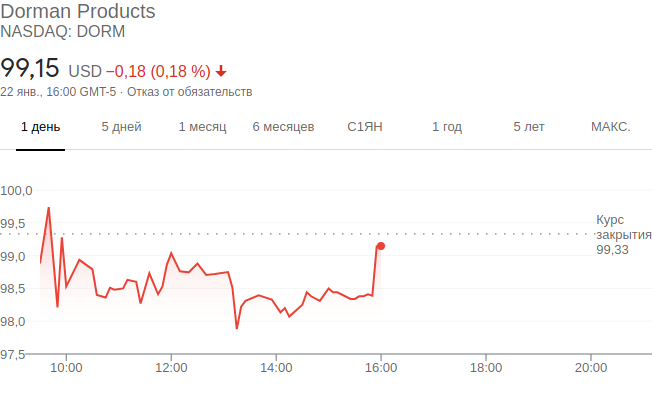 Dorman Products
NASDAQ: DORM
99,15 USD −0,18 (0,18 %)
22 янв., 16:00 GMT-5 · Отказ от обязательств
1 день 5 дней 1 месяц 6 месяцев С1ЯН 1 год 5 лет МАКС.
100,0
99,5
Курс
закрытия
99,33
99,0
98,5
98,0
97,5
10:00 12:00 14:00 16:00 18:00 20:00